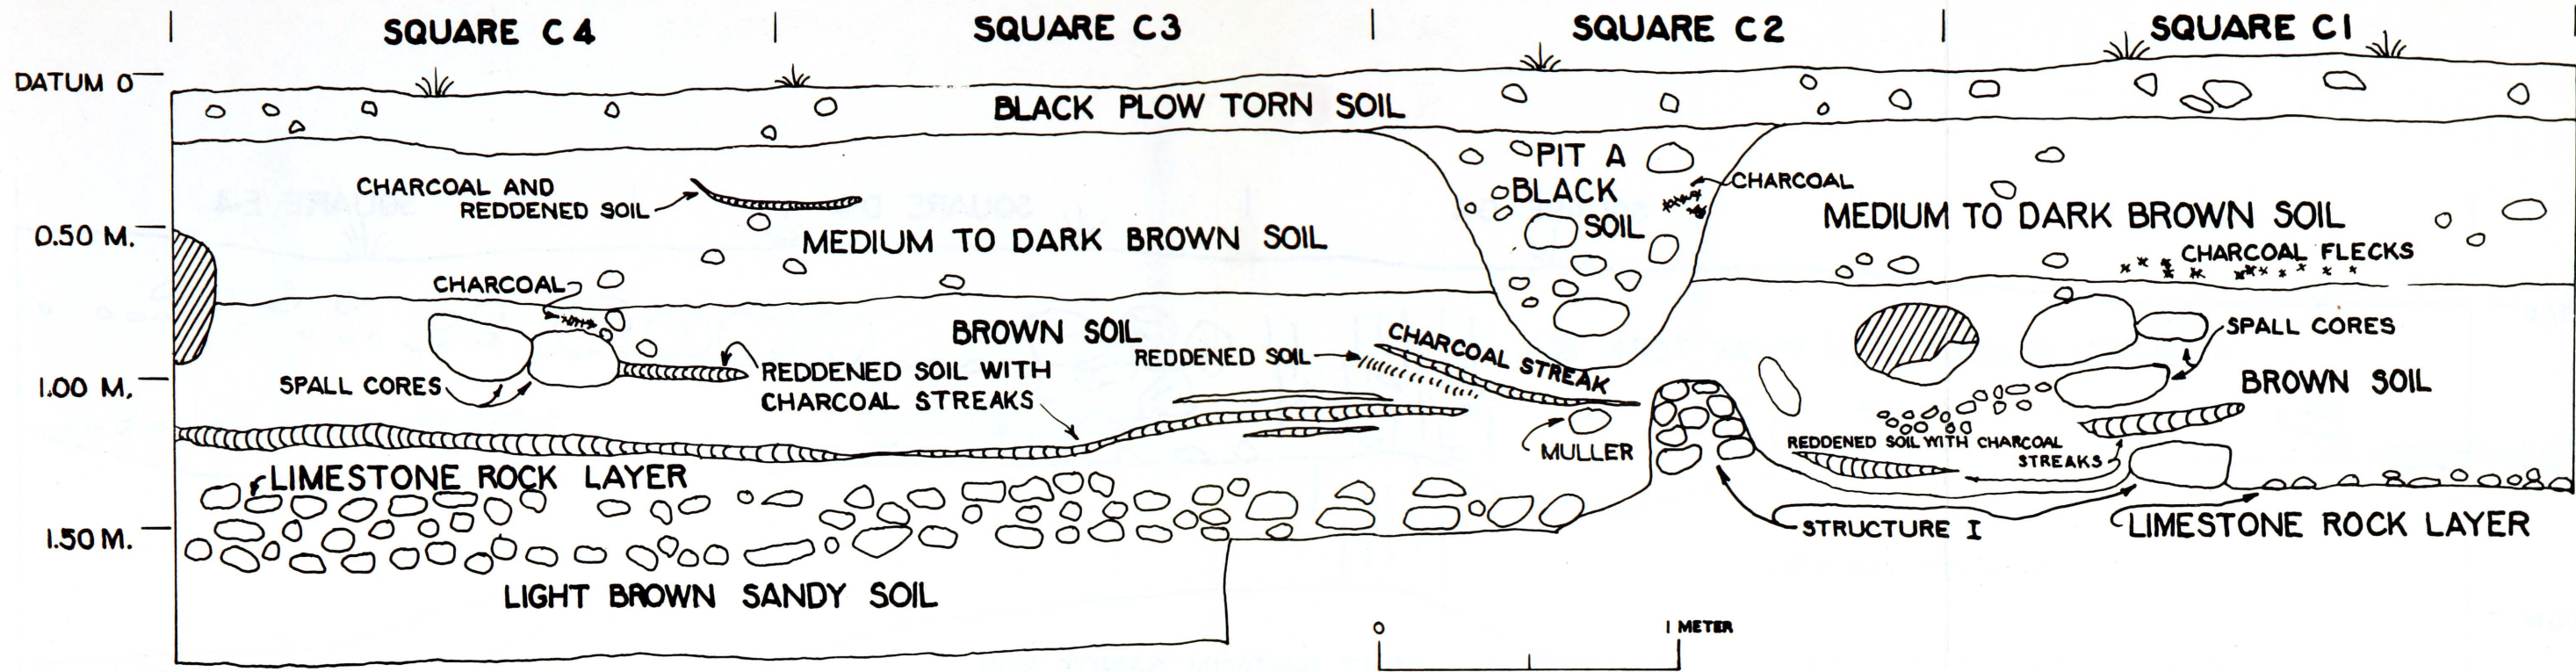 SQUARE C4
SQUARE C3
SQUARE C2
SQUARE C1
DATUM 0
BLACK PLOW TORN SOIL
PIT A
BLACK
SOIL
CHARCOAL
CHARCOAL AND
REDDENED SOIL
0.50 M.
MEDIUM TO DARK BROWN SOIL
MEDIUM TO DARK BROWN SOIL
CHARCOAL FLECKS
CHARCOAL
BROWN SOIL
CHARCOAL STREAK
REDDENED SOIL
SPALL CORES
1.00 M.
SPALL CORES
REDDENED SOIL WITH
CHARCOAL STREAKS
BROWN SOIL
MULLER
REDDENED SOIL WITH CHARCOAL
STREAKS
LIMESTONE ROCK LAYER
1.50 M.
STRUCTURE I
LIMESTONE ROCK LAYER
LIGHT BROWN SANDY SOIL
0
1 METER